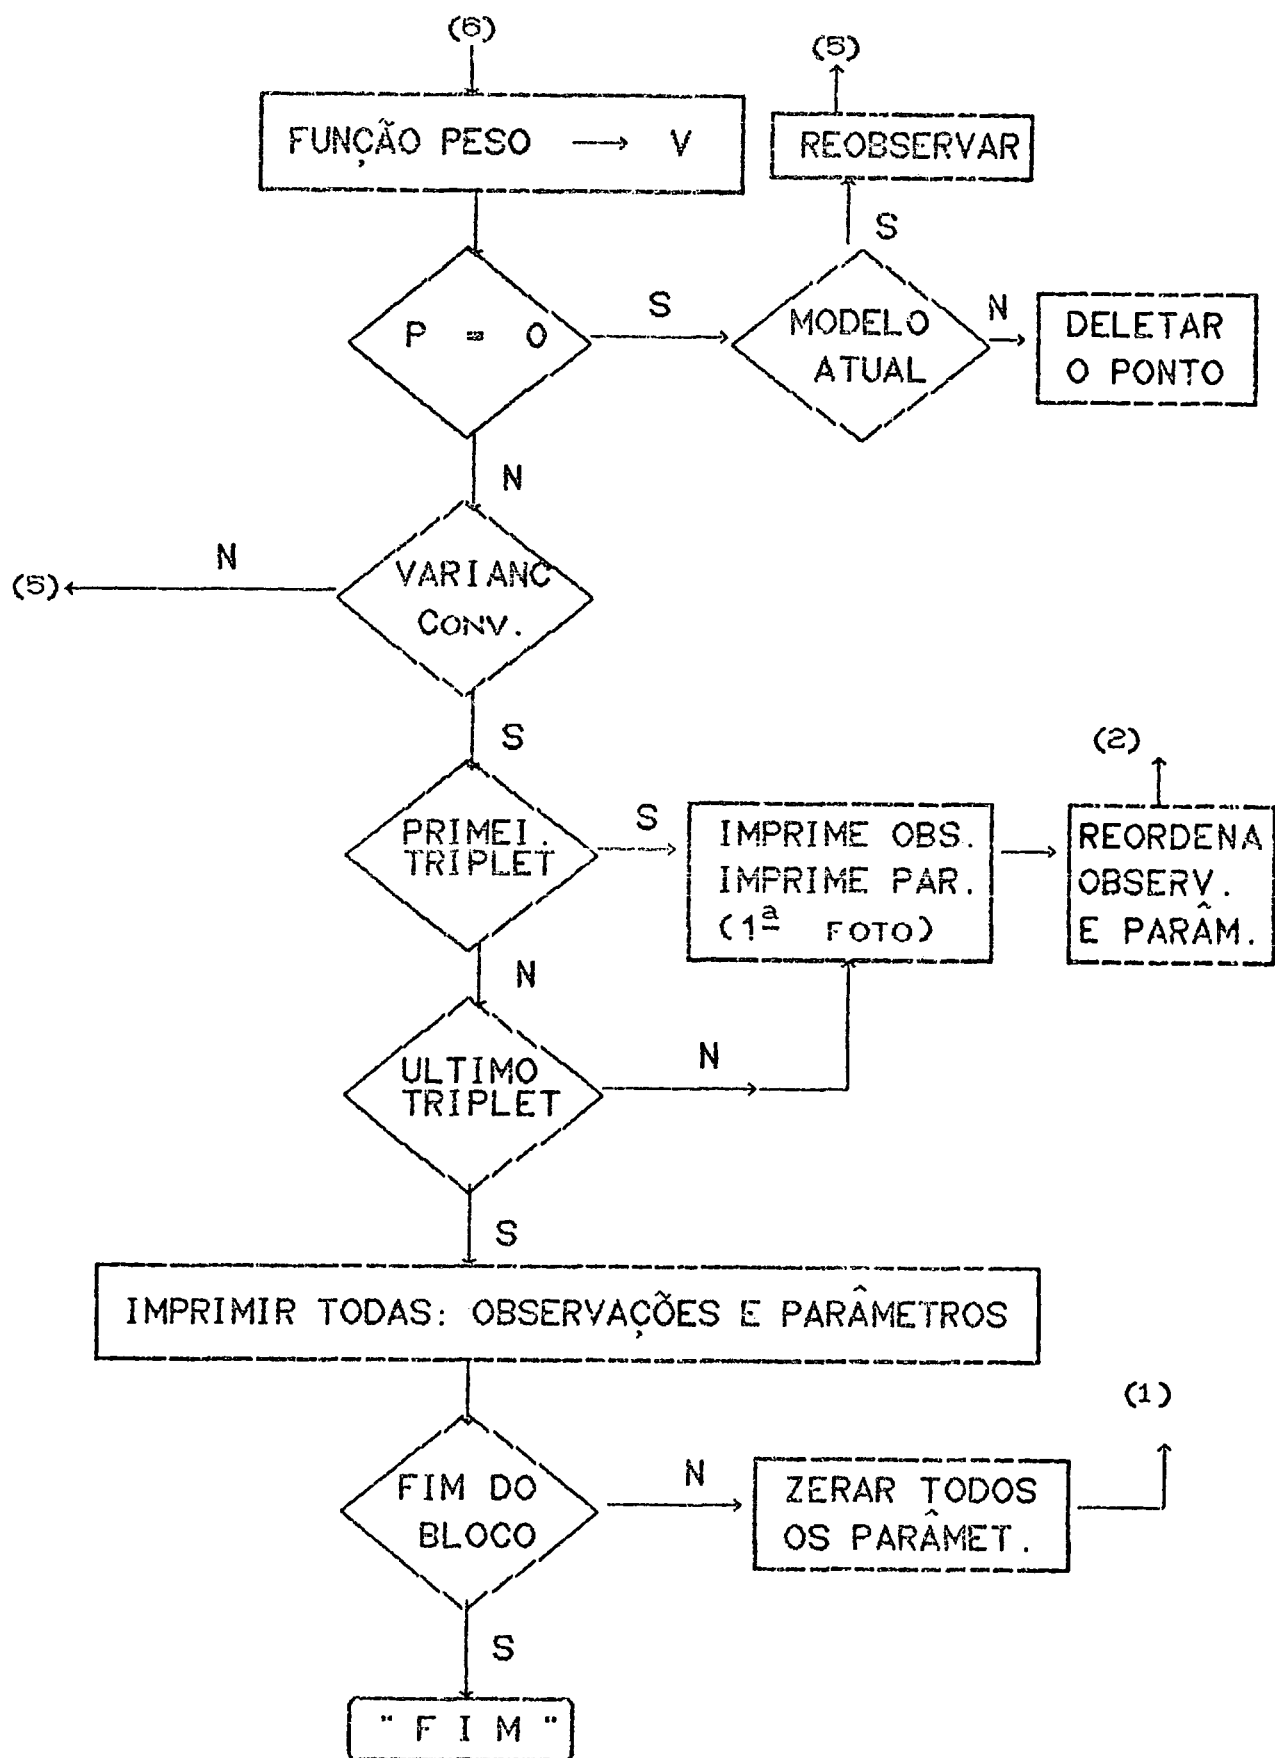 (6)
(5)
FUNÇÃO PESO → V
REOBSERVAR
S
P = 0
S
MODELO
ATUAL
N
DELETAR
O PONTO
N
VARIANC
CONV.
N
(5)
S
(2)
PRIMEI.
TRIPLET
S
IMPRIME OBS.
IMPRIME PAR.
(1ª FOTO)
REORDENA
OBSERV.
E PARÂM.
N
ULTIMO
TRIPLET
N
S
IMPRIMIR TODAS: OBSERVAÇÕES E PARÂMETROS
(1)
FIM DO
BLOCO
N
ZERAR TODOS
OS PARÂMET.
S
" F I M "